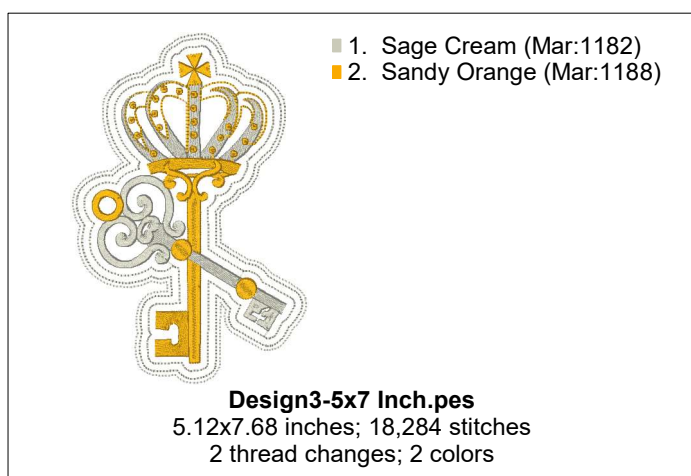 1. Sage Cream (Mar:1182)
2. Sandy Orange (Mar:1188)
Design3-5x7 Inch.pes
5.12x7.68 inches; 18,284 stitches
2 thread changes; 2 colors